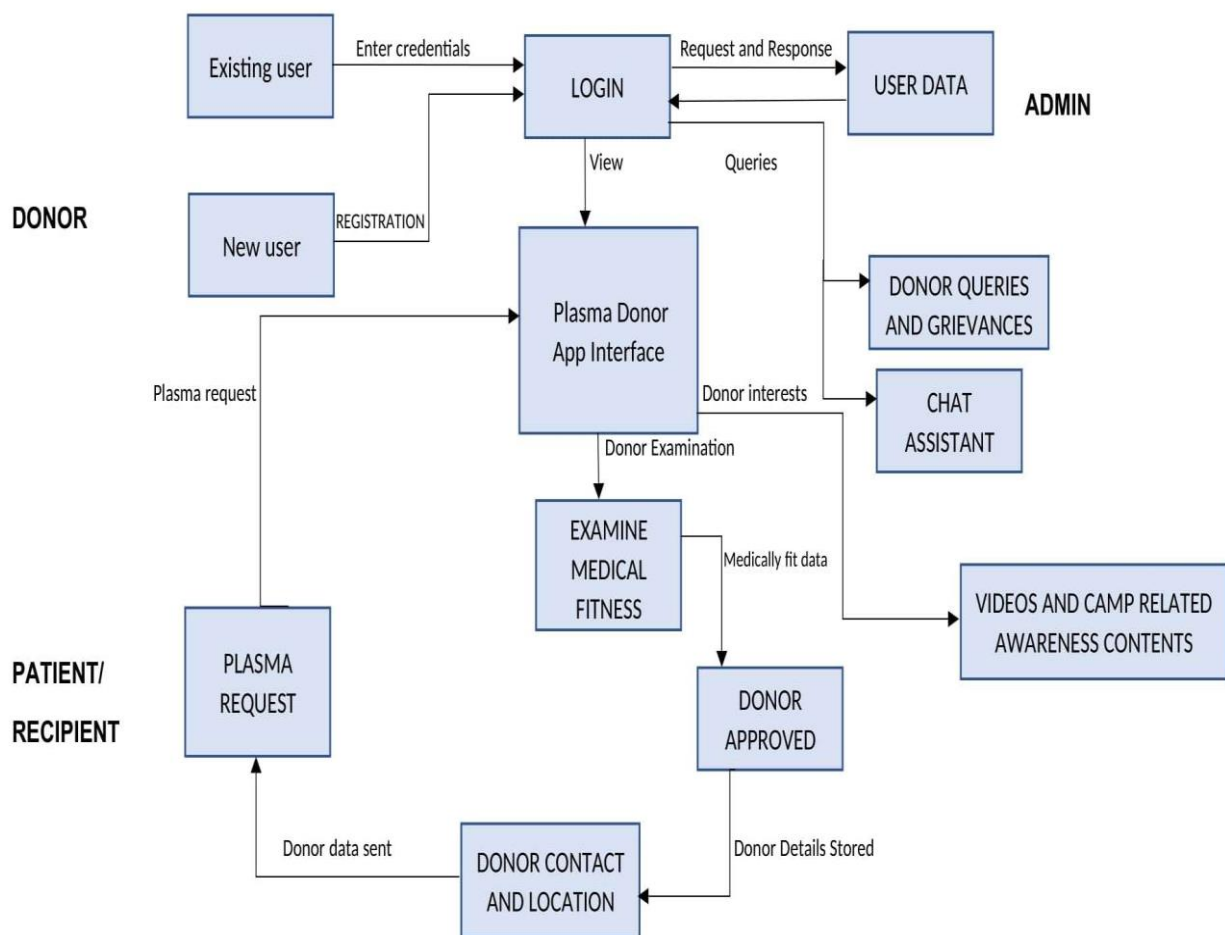 Existing user
Enter credentials
LOGIN
Request and Response
USER DATA
ADMIN
View
Queries
DONOR
New user
REGISTRATION
Plasma Donor
App Interface
DONOR QUERIES
AND GRIEVANCES
Plasma request
Donor interests
CHAT
ASSISTANT
Donor Examination
EXAMINE
MEDICAL
FITNESS
Medically fit data
VIDEOS AND CAMP RELATED
AWARENESS CONTENTS
PATIENT/
RECIPIENT
PLASMA
REQUEST
DONOR
APPROVED
Donor data sent
DONOR CONTACT
AND LOCATION
Donor Details Stored